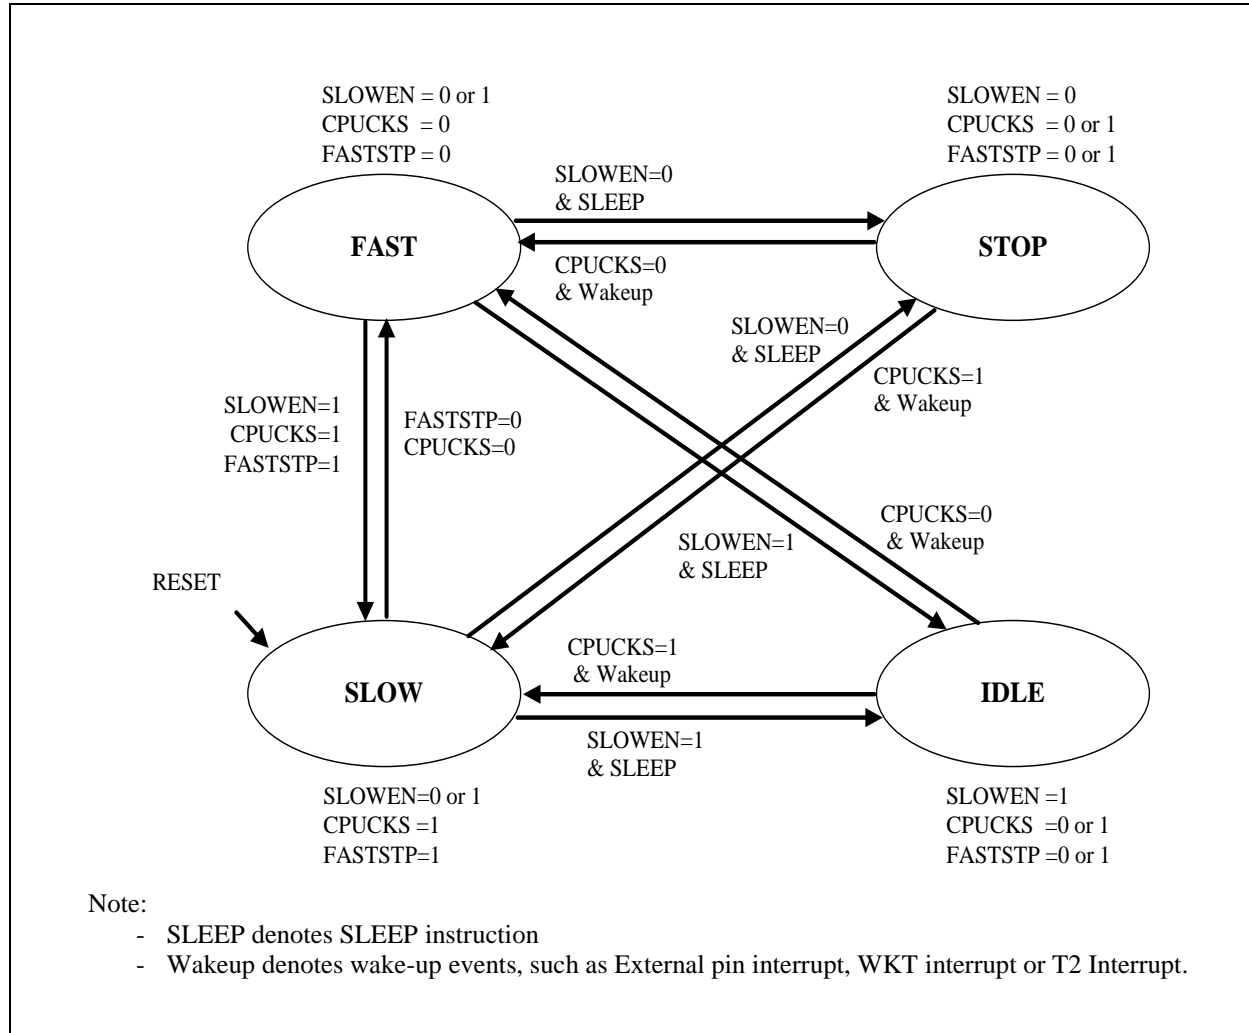 SLOWEN = 0 or 1
CPUCKS  = 0
FASTSTP = 0
SLOWEN = 0
CPUCKS  = 0 or 1
FASTSTP = 0 or 1
SLOWEN=0
& SLEEP
FAST
STOP
CPUCKS=0
& Wakeup
SLOWEN=0
& SLEEP
CPUCKS=1
& Wakeup
SLOWEN=1
CPUCKS=1
FASTSTP=1
FASTSTP=0
CPUCKS=0
CPUCKS=0
& Wakeup
SLOWEN=1
& SLEEP
RESET
CPUCKS=1
& Wakeup
SLOW
IDLE
SLOWEN=1
& SLEEP
SLOWEN=0 or 1
CPUCKS =1
FASTSTP=1
SLOWEN =1
CPUCKS  =0 or 1
FASTSTP =0 or 1
Note:
- SLEEP denotes SLEEP instruction
- Wakeup denotes wake-up events, such as External pin interrupt, WKT interrupt or T2 Interrupt.